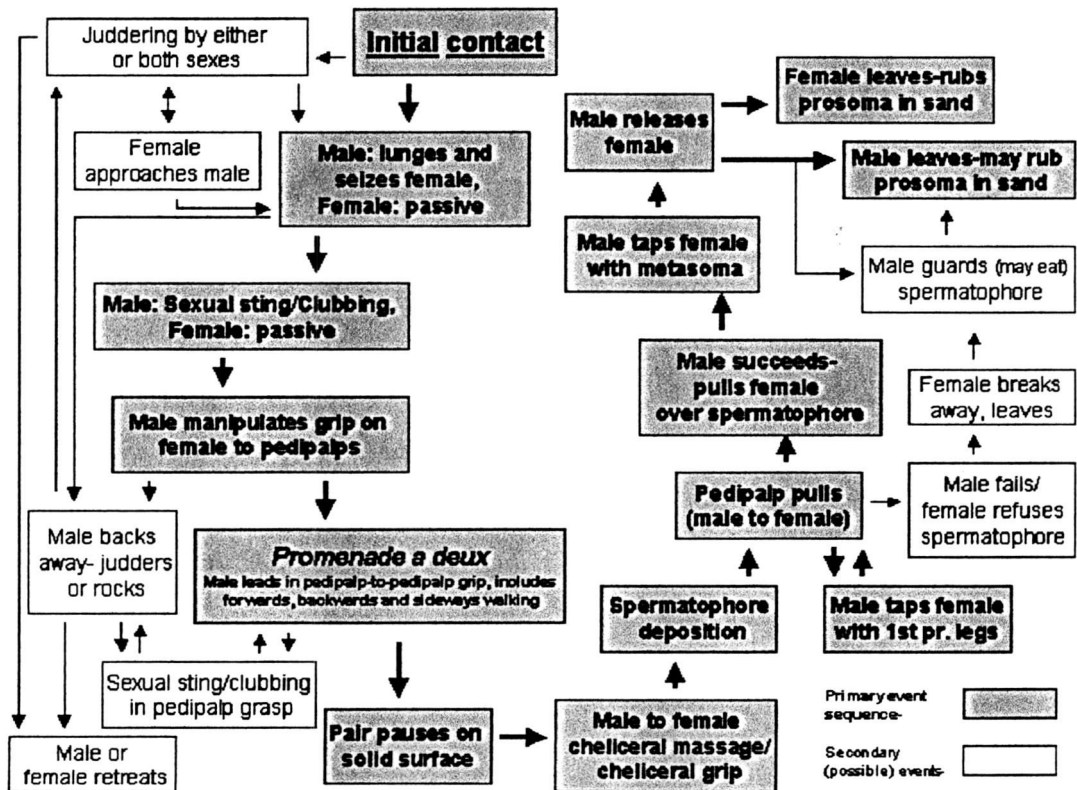 Initial contact
Juddering by either
or both sexes
Female
approaches male
Male: lunges and
seizes female,
Female: passive
Male: Sexual sting/Clubbing,
Female: passive
Male manipulates grip on
female to pedipalps
Male backs
away- judders
or rocks
Promenade a deux
Male leads in pedipalp-to-pedipalp grip, includes
forwards, backwards and sideways walking
Sexual sting/clubbing
in pedipalp grasp
Male or
female retreats
Pair pauses on
solid surface
Male to female
cheliceral massage/
cheliceral grip
Spermatophore
deposition
Pedipalp pulls
(male to female)
Male taps female
with 1st pr. legs
Male fails/
female refuses
spermatophore
Female breaks
away, leaves
Male guards (may eat)
spermatophore
Male succeeds-
pulls female
over spermatophore
Male taps female
with metasoma
Male releases
female
Female leaves-rubs
prosoma in sand
Male leaves-may rub
prosoma in sand
Primary event
sequence-
Secondary
(possible) events-